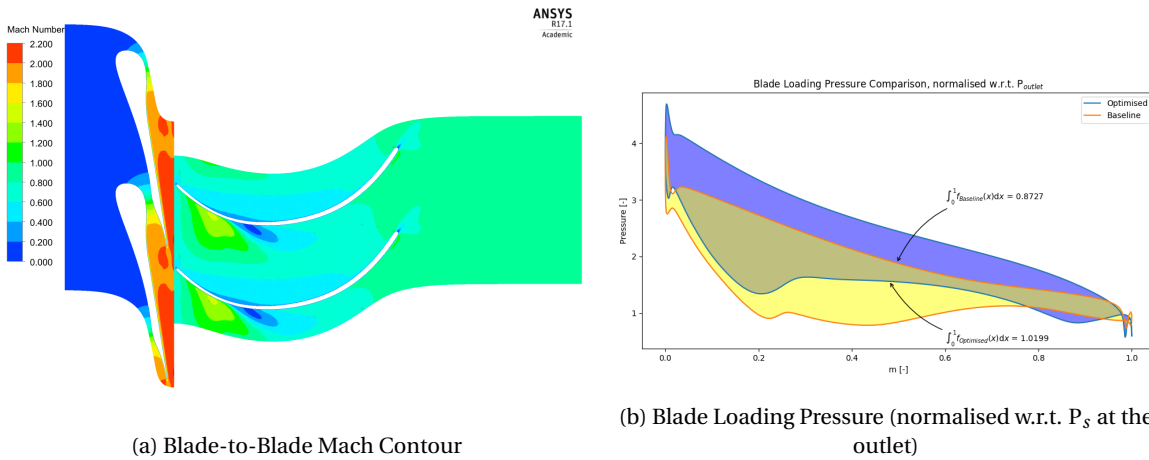 ANSYS
R17.1
Academic
Mach Number
2.200
2.000
1.800
1.600
1.400
1.200
1.000
0.800
0.600
0.400
0.200
0.000
(a) Blade-to-Blade Mach Contour
Blade Loading Pressure Comparison, normalised w.r.t. P_outlet
Optimised
Baseline
Pressure [-]
4
3
2
1
∫₀¹ f_Baseline(x)dx = 0.8727
∫₀¹ f_Optimised(x)dx = 1.0199
0.0 0.2 0.4 0.6 0.8 1.0
m [-]
(b) Blade Loading Pressure (normalised w.r.t. P_s at the
outlet)